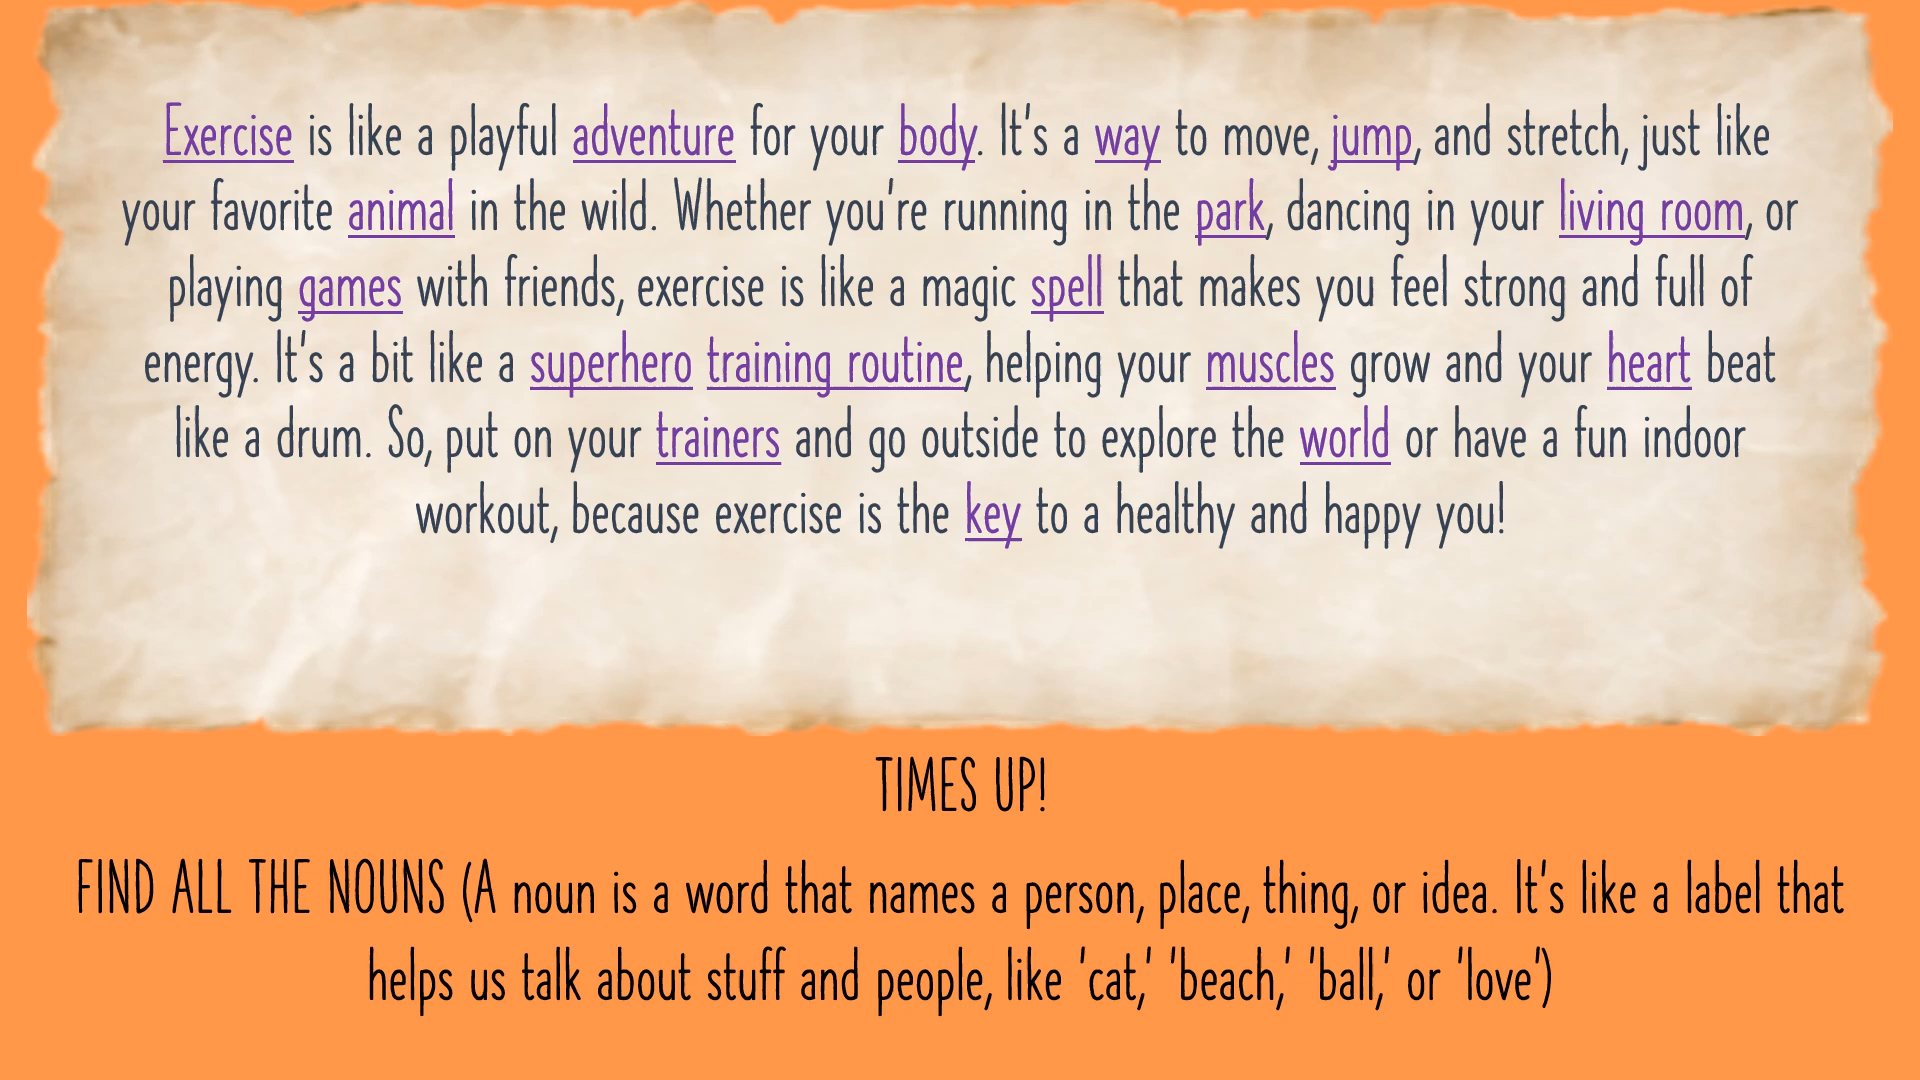 Exercise is like a playful adventure for your body. It's a way to move, jump, and stretch, just like
your favorite animal in the wild. Whether you're running in the park, dancing in your living room, or
playing games with friends, exercise is like a magic spell that makes you feel strong and full of
energy. It's a bit like a superhero training routine, helping your muscles grow and your heart beat
like a drum. So, put on your trainers and go outside to explore the world or have a fun indoor
workout, because exercise is the key to a healthy and happy you!
TIMES UP!
FIND ALL THE NOUNS (A noun is a word that names a person, place, thing, or idea. It's like a label that
helps us talk about stuff and people, like 'cat,' 'beach,' 'ball,' or 'love')